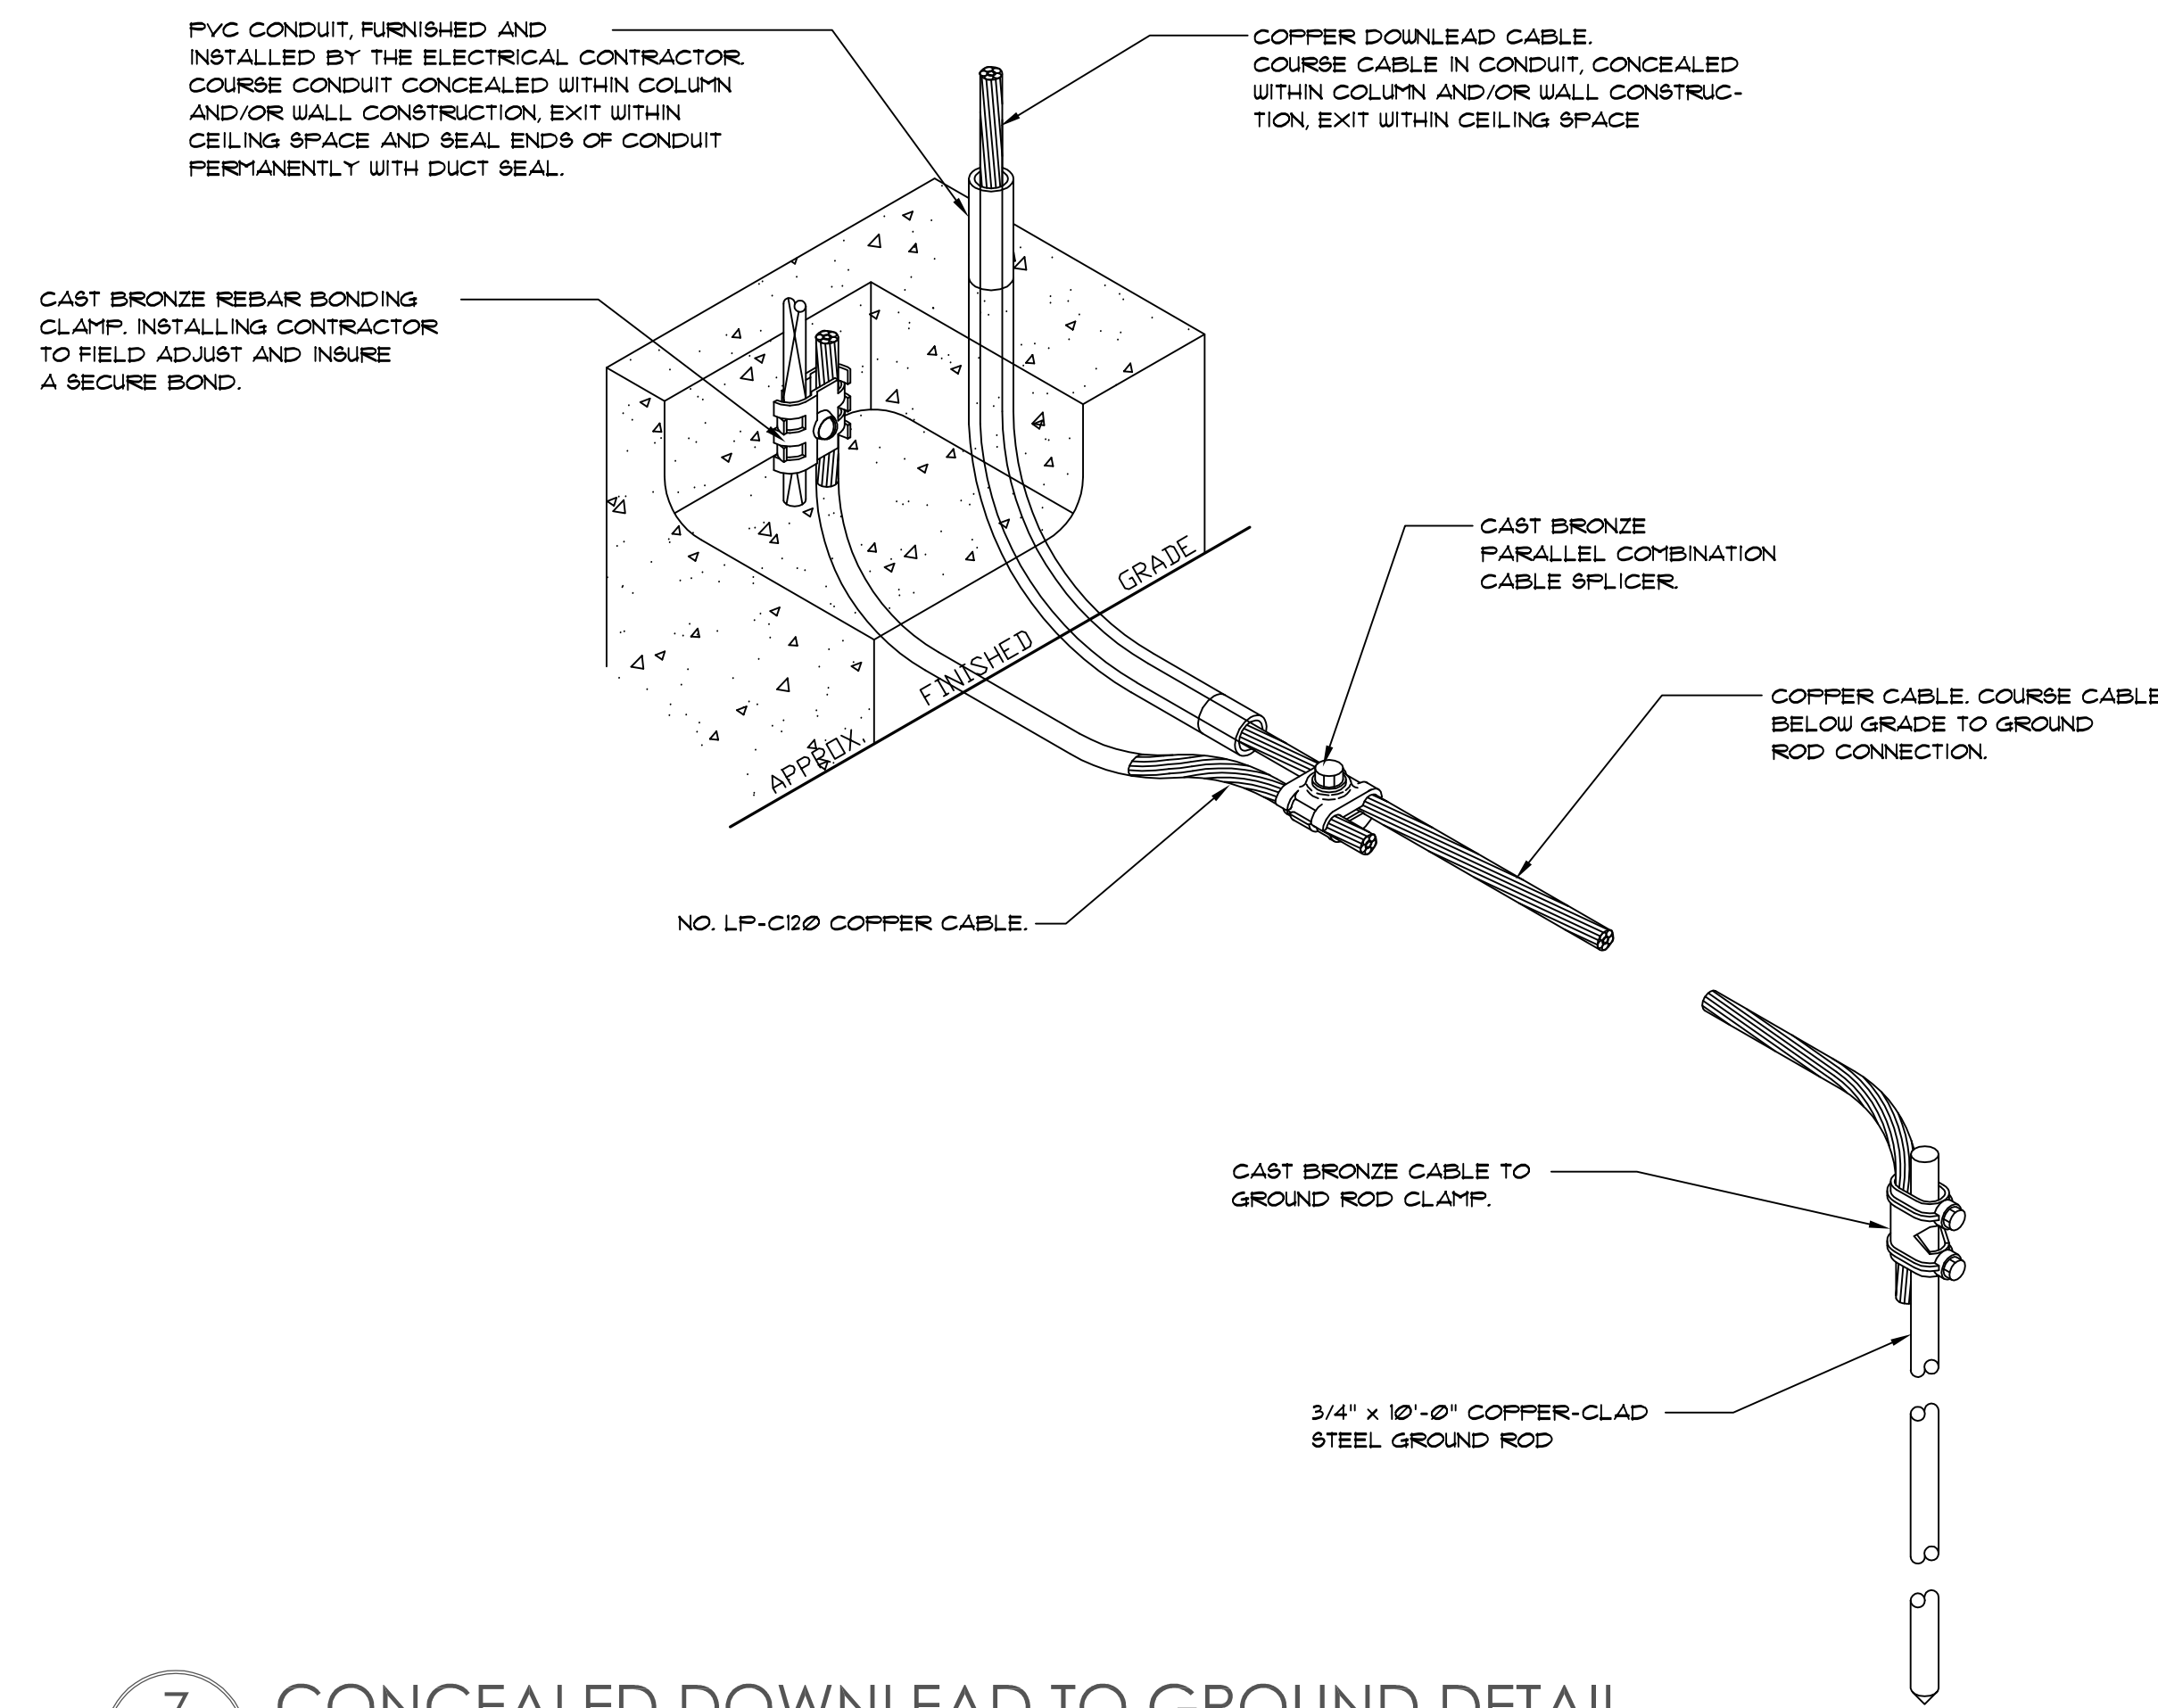 PVC CONDUIT, FURNISHED AND
INSTALLED BY THE ELECTRICAL CONTRACTOR.
COURSE CONDUIT CONCEALED WITHIN COLUMN
AND/OR WALL CONSTRUCTION, EXIT WITHIN
CEILING SPACE AND SEAL ENDS OF CONDUIT
PERMANENTLY WITH DUCT SEAL.
COPPER DOWNLEAD CABLE.
COURSE CABLE IN CONDUIT, CONCEALED
WITHIN COLUMN AND/OR WALL CONSTRUC-
TION, EXIT WITHIN CEILING SPACE
CAST BRONZE REBAR BONDING
CLAMP. INSTALLING CONTRACTOR
TO FIELD ADJUST AND INSURE
A SECURE BOND.
CAST BRONZE
PARALLEL COMBINATION
CABLE SPLICER.
APPROX. FINISHED GRADE
COPPER CABLE. COURSE CABLE
BELOW GRADE TO GROUND
ROD CONNECTION.
NO. LP-C120 COPPER CABLE.
CAST BRONZE CABLE TO
GROUND ROD CLAMP.
3/4" x 10'-0" COPPER-CLAD
STEEL GROUND ROD
7
CONCEALED DOWNLEAD TO GROUND DETAIL